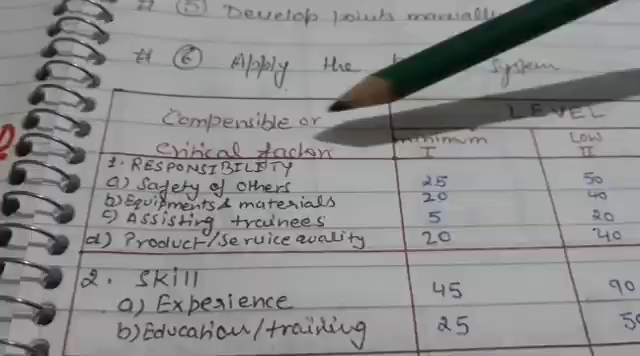 # ⑤ Develop points manually
# ⑥ Apply the System
Compensible or Critical factors
LEVEL
minimum I
LOW II
1. RESPONSIBILITY
a) Safety of others 25 50
b) Equipments & materials 20 40
c) Assisting trainees 5 20
d) Product/Service quality 20 40
2. Skill
a) Experience 45 90
b) Education/training 25